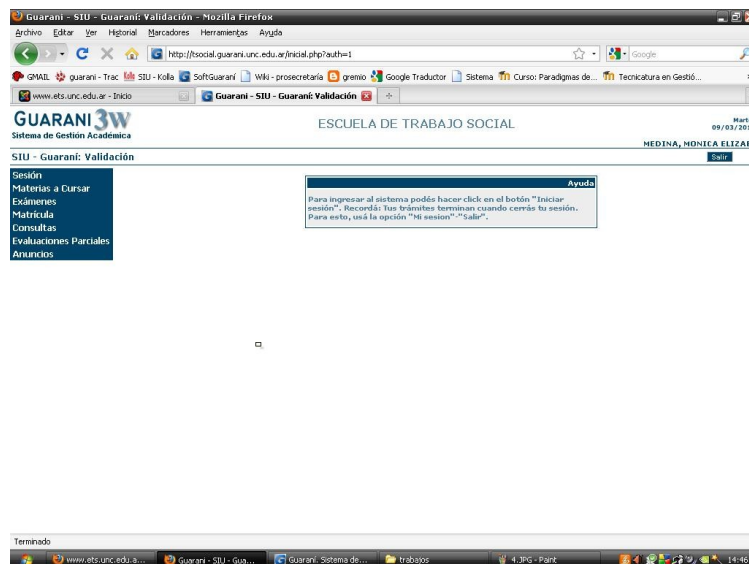 Guarani - SIU - Guaraní: Validación - Mozilla Firefox
Archivo Editar Ver Historial Marcadores Herramientas Ayuda
http://tsocial.guarani.unc.edu.ar/inicial.php?auth=1 Google
GMAIL guarani - Trac SIU - Kolla SoftGuaraní Wiki - prosecretaría gremio Google Traductor Sistema Curso: Paradigmas de... Tecnicatura en Gestió...
www.ets.unc.edu.ar - Inicio Guarani - SIU - Guaraní: Validación
GUARANI 3W
Sistema de Gestión Académica
ESCUELA DE TRABAJO SOCIAL
Mart
09/03/20
MEDINA, MONICA ELIZA
SIU - Guaraní: Validación Salir
Sesión
Materias a Cursar
Exámenes
Matrícula
Consultas
Evaluaciones Parciales
Anuncios
Ayuda
Para ingresar al sistema podés hacer click en el botón "Iniciar
sesión". Recordá: Tus trámites terminan cuando cerrás tu sesión.
Para esto, usá la opción "Mi sesion"-"Salir".
Terminado
www.ets.unc.edu.a... Guarani - SIU - Gua... Guaraní. Sistema de... trabajos 4.JPG - Paint 14:46